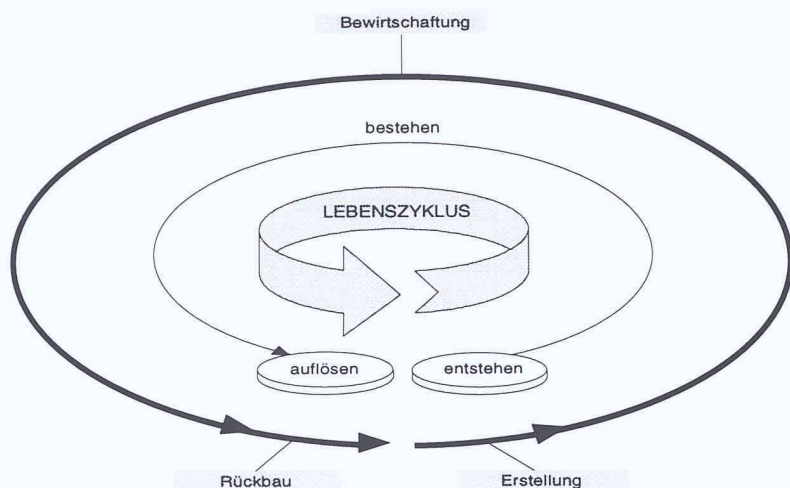 Bewirtschaftung
bestehen
LEBENSZYKLUS
auflösen
entstehen
Rückbau
Erstellung